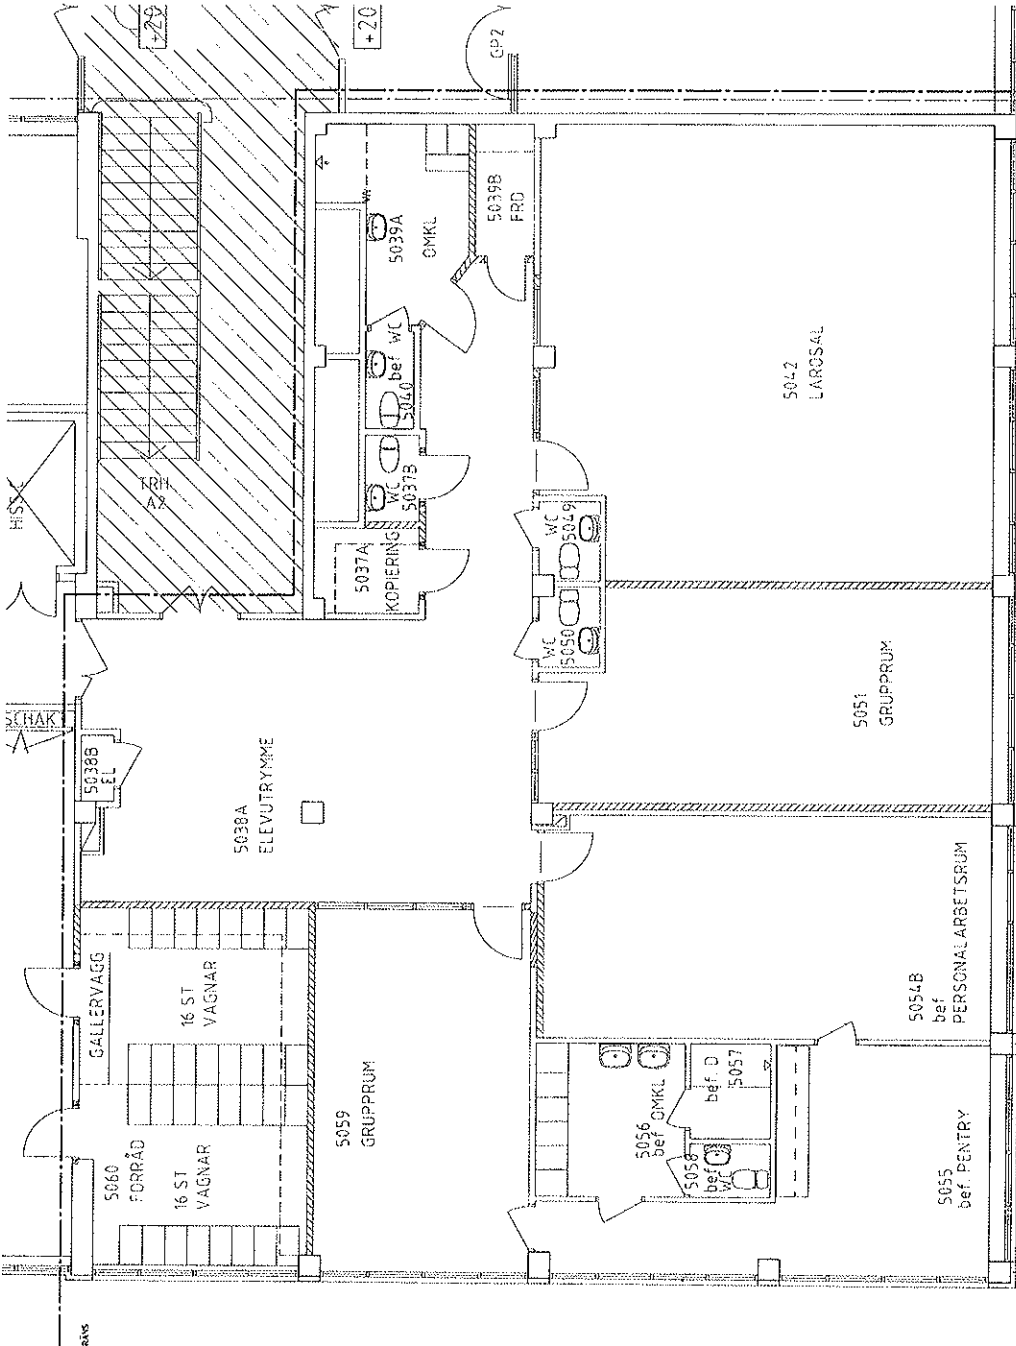 +20
+20
GP2
HISS
TRH
A2
SCHAK
5039A
OMKL
5039B
FRD
bef WC
5040
WC
5037B
5037A
KOPIERING
5042
LÄROSAL
WC
5049
WC
5050
5051
GRUPPRUM
5038B
EL
5038A
ELEVUTRYMME
GALLERVÄGG
16 ST
VAGNAR
5060
FÖRRÅD
16 ST
VAGNAR
5059
GRUPPRUM
5054B
bef
PERSONALARBETSRUM
5056
bef OMKL
bef. D
5057
5058
bef
WC
5055
bef. PENTRY